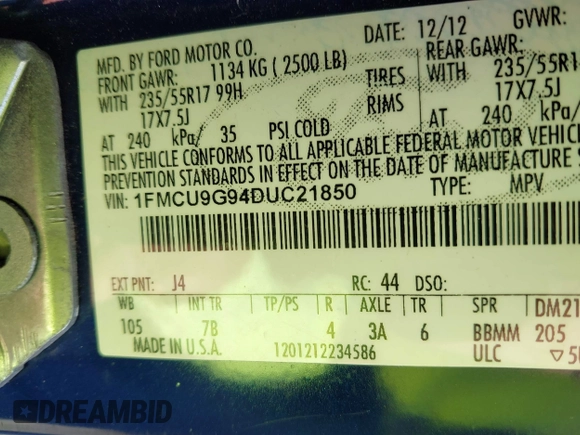 MFD. BY FORD MOTOR CO. DATE: 12/12 GVWR:
FRONT GAWR: 1134 KG ( 2500 LB) REAR GAWR:
WITH 235/55R17 99H TIRES WITH 235/55R1
17X7.5J RIMS 17X7.5J
AT 240 kPa/ 35 PSI COLD AT 240 kPa/
THIS VEHICLE CONFORMS TO ALL APPLICABLE FEDERAL MOTOR VEHICLE
PREVENTION STANDARDS IN EFFECT ON THE DATE OF MANUFACTURE S
VIN: 1FMCU9G94DUC21850 TYPE: MPV
EXT PNT: J4 RC: 44 DSO:
WB INT TR TP/PS R AXLE TR SPR DM21
105 7B 4 3A 6 BBMM 205
MADE IN U.S.A. 1201212234586 ULC ▽5
DREAMBID